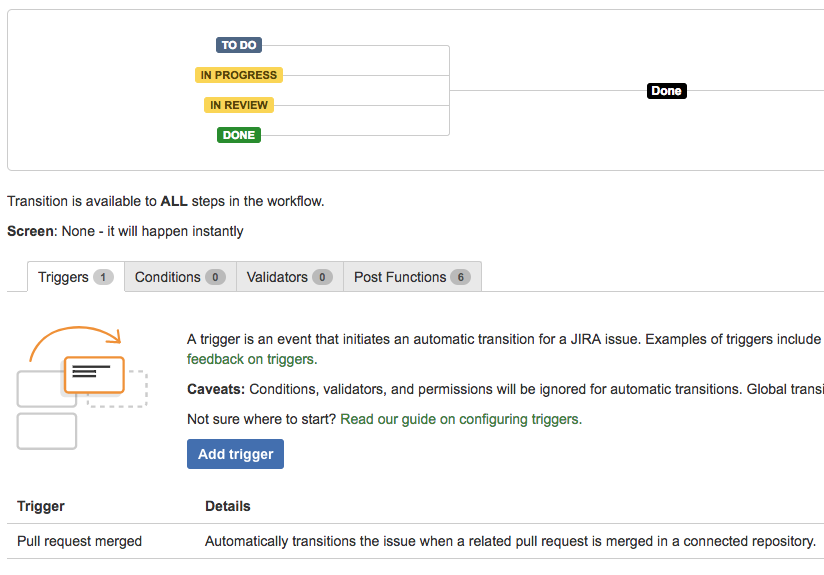 TO DO
IN PROGRESS
IN REVIEW
DONE
Done
Transition is available to ALL steps in the workflow.
Screen: None - it will happen instantly
Triggers 1 Conditions 0 Validators 0 Post Functions 6
A trigger is an event that initiates an automatic transition for a JIRA issue. Examples of triggers include
feedback on triggers.
Caveats: Conditions, validators, and permissions will be ignored for automatic transitions. Global transi
Not sure where to start? Read our guide on configuring triggers.
Add trigger
Trigger Details
Pull request merged Automatically transitions the issue when a related pull request is merged in a connected repository.